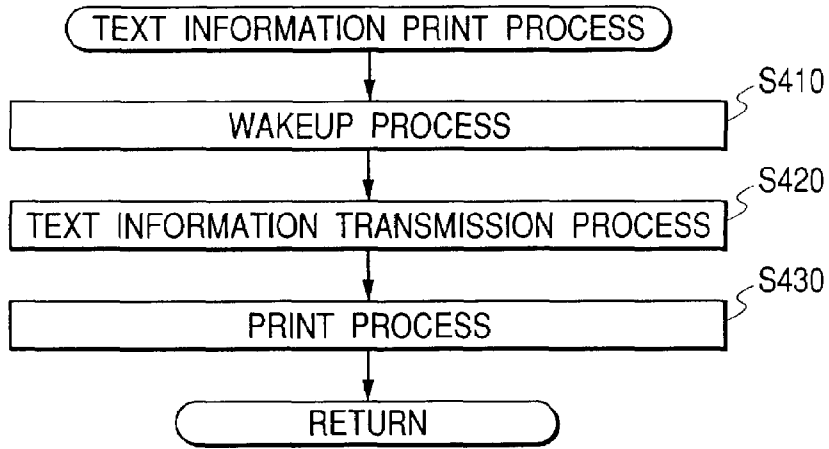 TEXT INFORMATION PRINT PROCESS
S410
WAKEUP PROCESS
S420
TEXT INFORMATION TRANSMISSION PROCESS
S430
PRINT PROCESS
RETURN